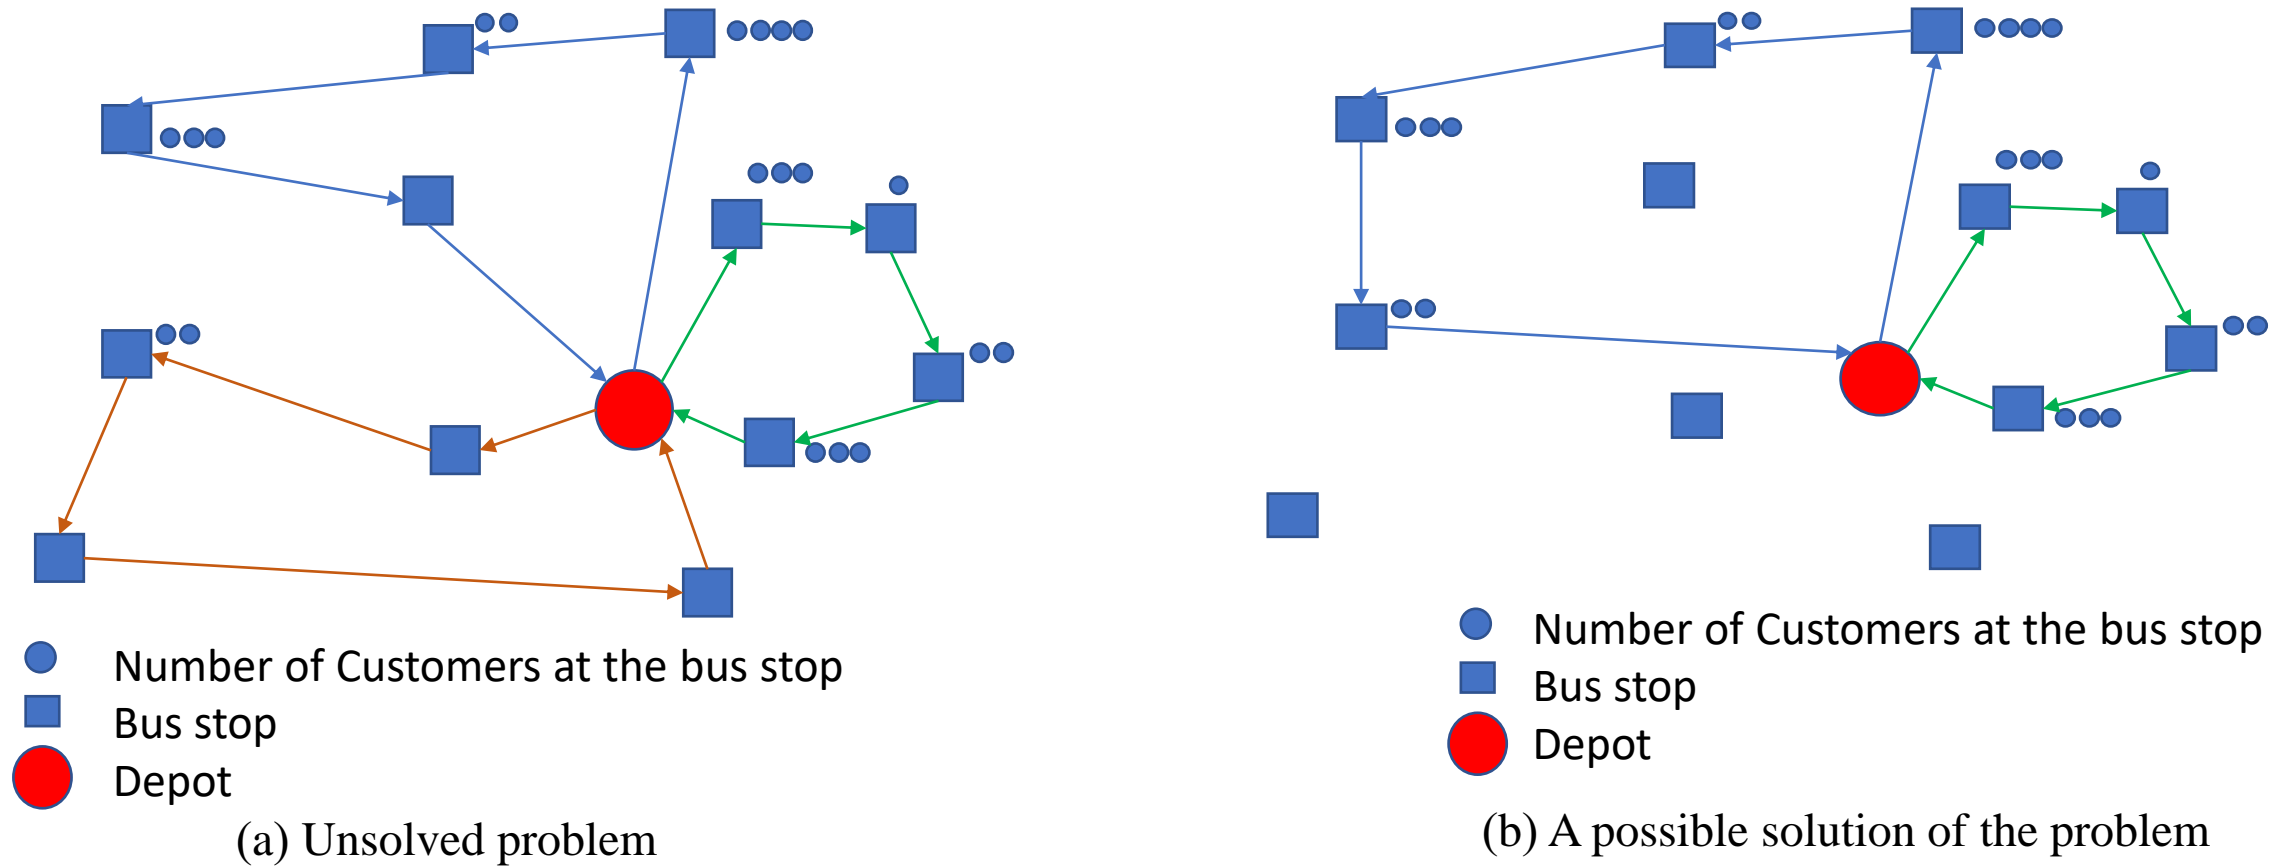 Number of Customers at the bus stop
Bus stop
Depot
(a) Unsolved problem
Number of Customers at the bus stop
Bus stop
Depot
(b) A possible solution of the problem